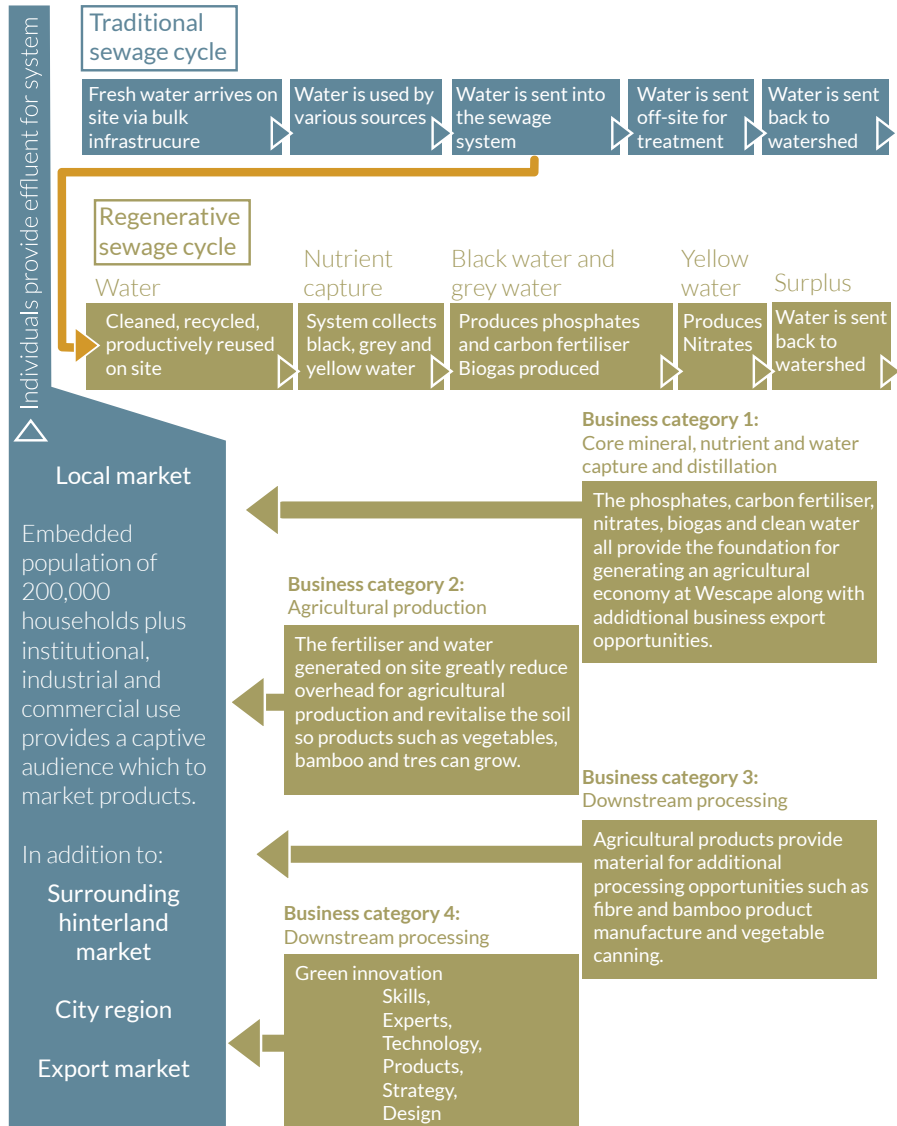 Individuals provide effluent for system
Traditional
sewage cycle
Fresh water arrives on
site via bulk
infrastrucure
Water is used by
various sources
Water is sent into
the sewage
system
Water is sent
off-site for
treatment
Water is sent
back to
watershed
Regenerative
sewage cycle
Water
Cleaned, recycled,
productively reused
on site
Nutrient
capture
System collects
black, grey and
yellow water
Black water and
grey water
Produces phosphates
and carbon fertiliser
Biogas produced
Yellow
water
Produces
Nitrates
Surplus
Water is sent
back to
watershed
Local market
Embedded
population of
200,000
households plus
institutional,
industrial and
commercial use
provides a captive
audience which to
market products.
In addition to:
Surrounding
hinterland
market
City region
Export market
Business category 1:
Core mineral, nutrient and water
capture and distillation
The phosphates, carbon fertiliser,
nitrates, biogas and clean water
all provide the foundation for
generating an agricultural
economy at Wescape along with
addidtional business export
opportunities.
Business category 2:
Agricultural production
The fertiliser and water
generated on site greatly reduce
overhead for agricultural
production and revitalise the soil
so products such as vegetables,
bamboo and tres can grow.
Business category 3:
Downstream processing
Agricultural products provide
material for additional
processing opportunities such as
fibre and bamboo product
manufacture and vegetable
canning.
Business category 4:
Downstream processing
Green innovation
Skills,
Experts,
Technology,
Products,
Strategy,
Design